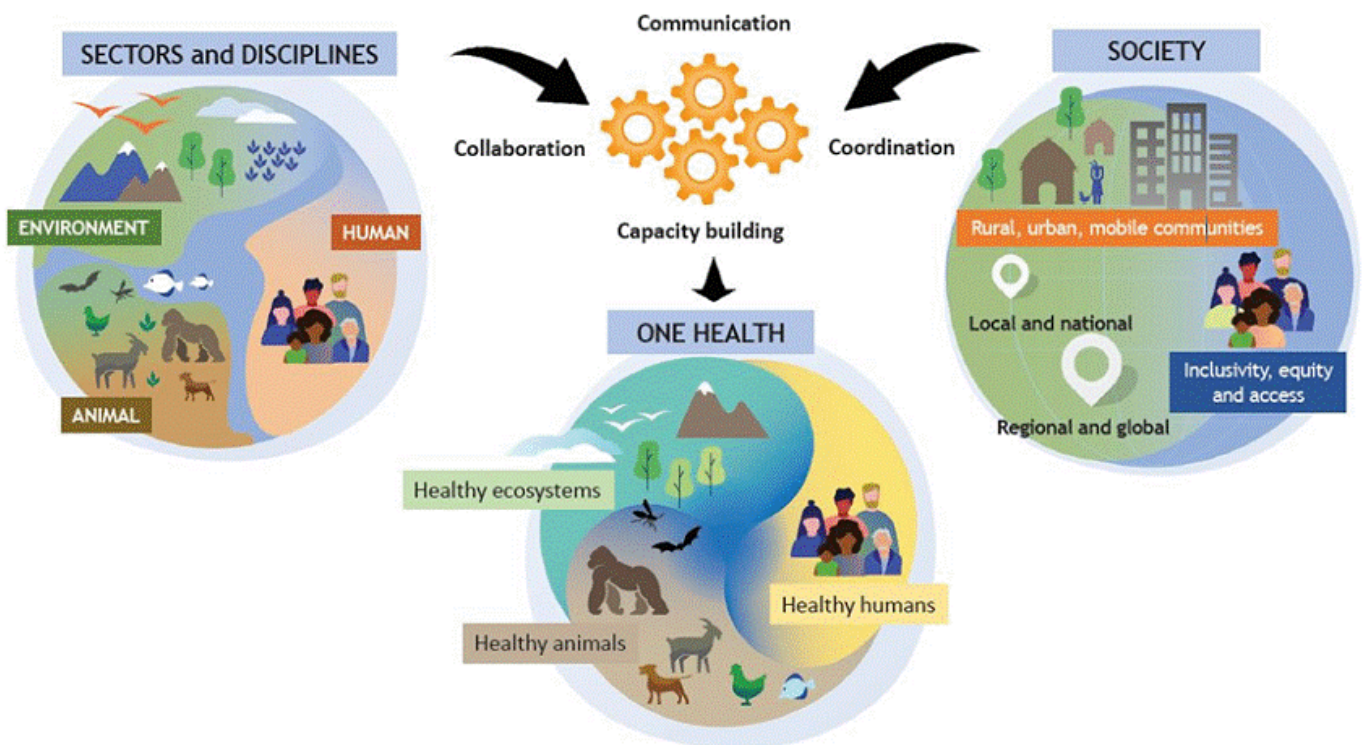 Communication
SECTORS and DISCIPLINES
SOCIETY
Collaboration
Coordination
ENVIRONMENT
HUMAN
Rural, urban, mobile communities
Capacity building
ONE HEALTH
Local and national
Inclusivity, equity
and access
ANIMAL
Regional and global
Healthy ecosystems
Healthy humans
Healthy animals